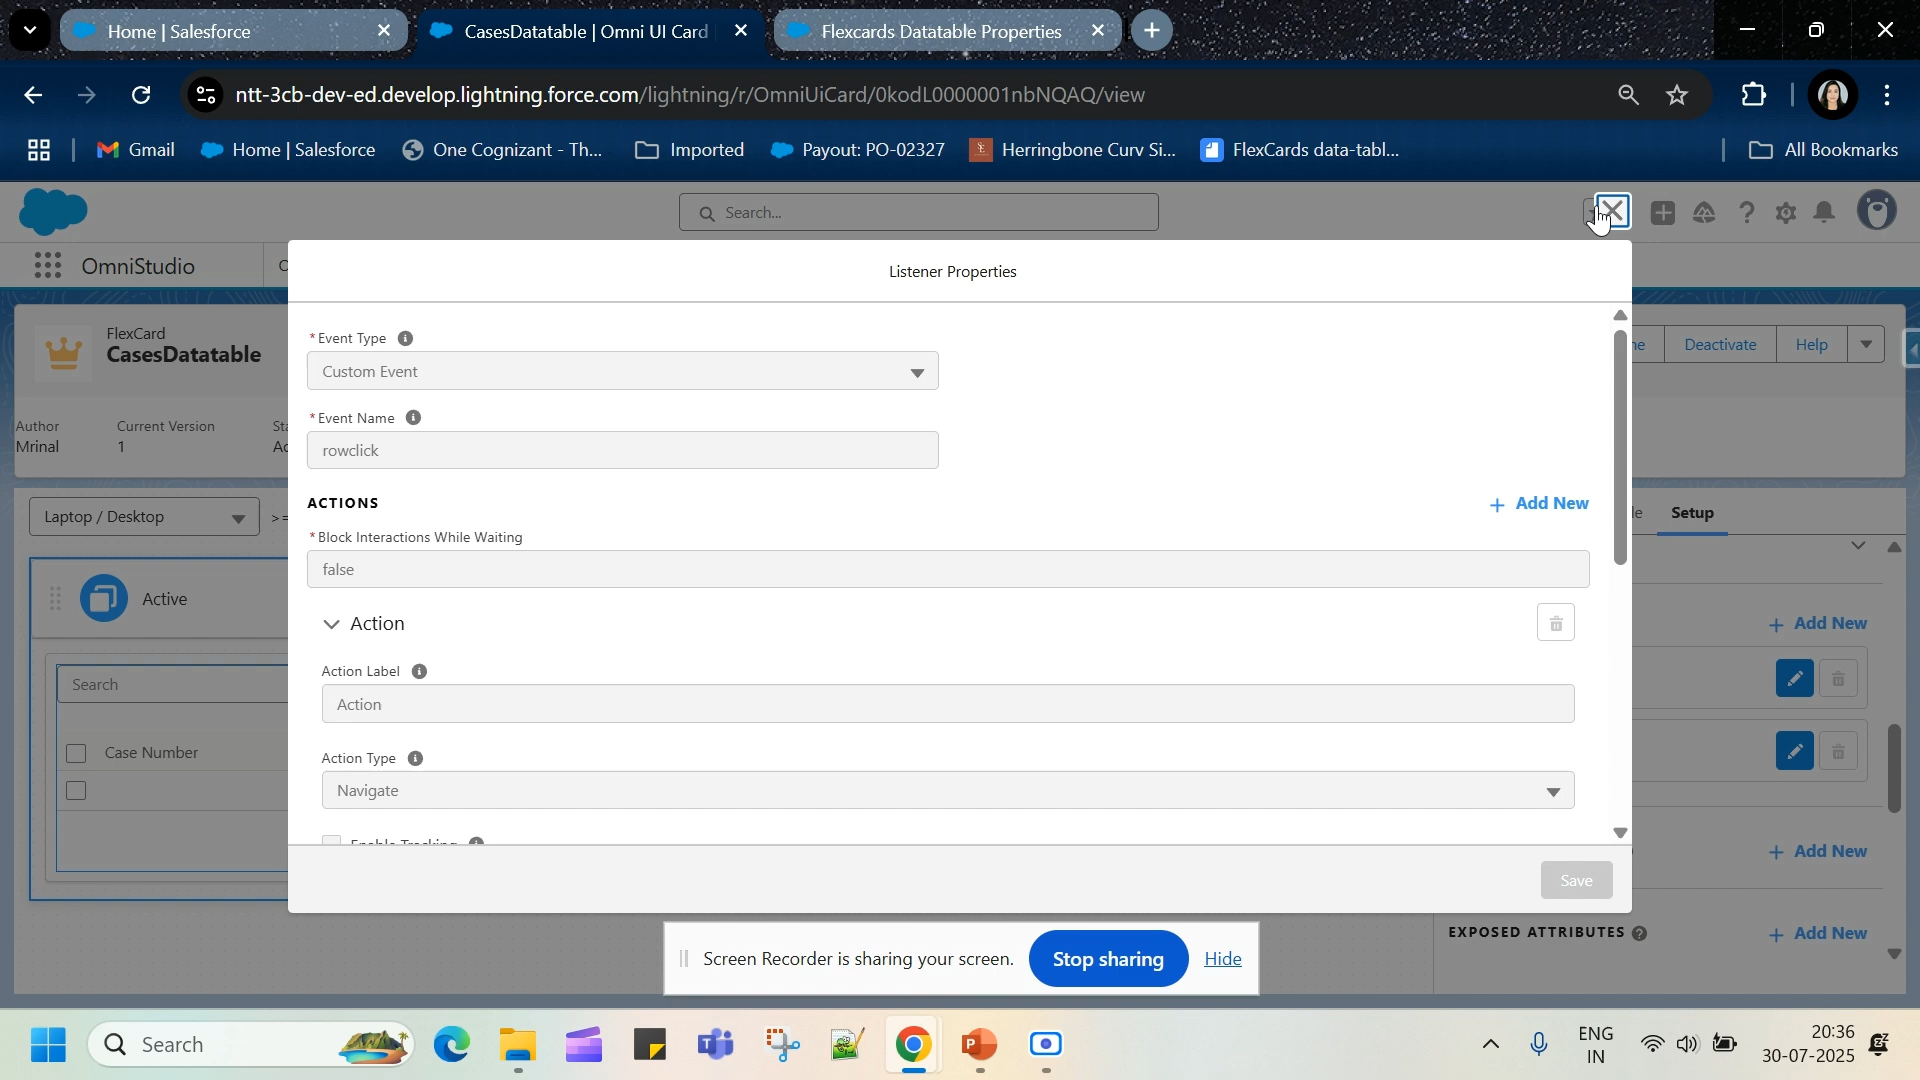 Home | Salesforce
CasesDatatable | Omni UI Card
Flexcards Datatable Properties
ntt-3cb-dev-ed.develop.lightning.force.com/lightning/r/OmniUiCard/0kodL0000001nbNQAQ/view
Gmail
Home | Salesforce
One Cognizant - Th...
Imported
Payout: PO-02327
Herringbone Curv Si...
FlexCards data-tabl...
All Bookmarks
Search...
OmniStudio
Listener Properties
FlexCard
CasesDatatable
Deactivate
Help
Author
Mrinal
Current Version
1
* Event Type
Custom Event
* Event Name
rowclick
ACTIONS
+ Add New
* Block Interactions While Waiting
false
Action
Action Label
Action
Action Type
Navigate
Enable Tracking
Save
Laptop / Desktop
>=
Active
Search
Case Number
Setup
+ Add New
+ Add New
EXPOSED ATTRIBUTES
+ Add New
Screen Recorder is sharing your screen.
Stop sharing
Hide
Search
ENG
IN
20:36
30-07-2025